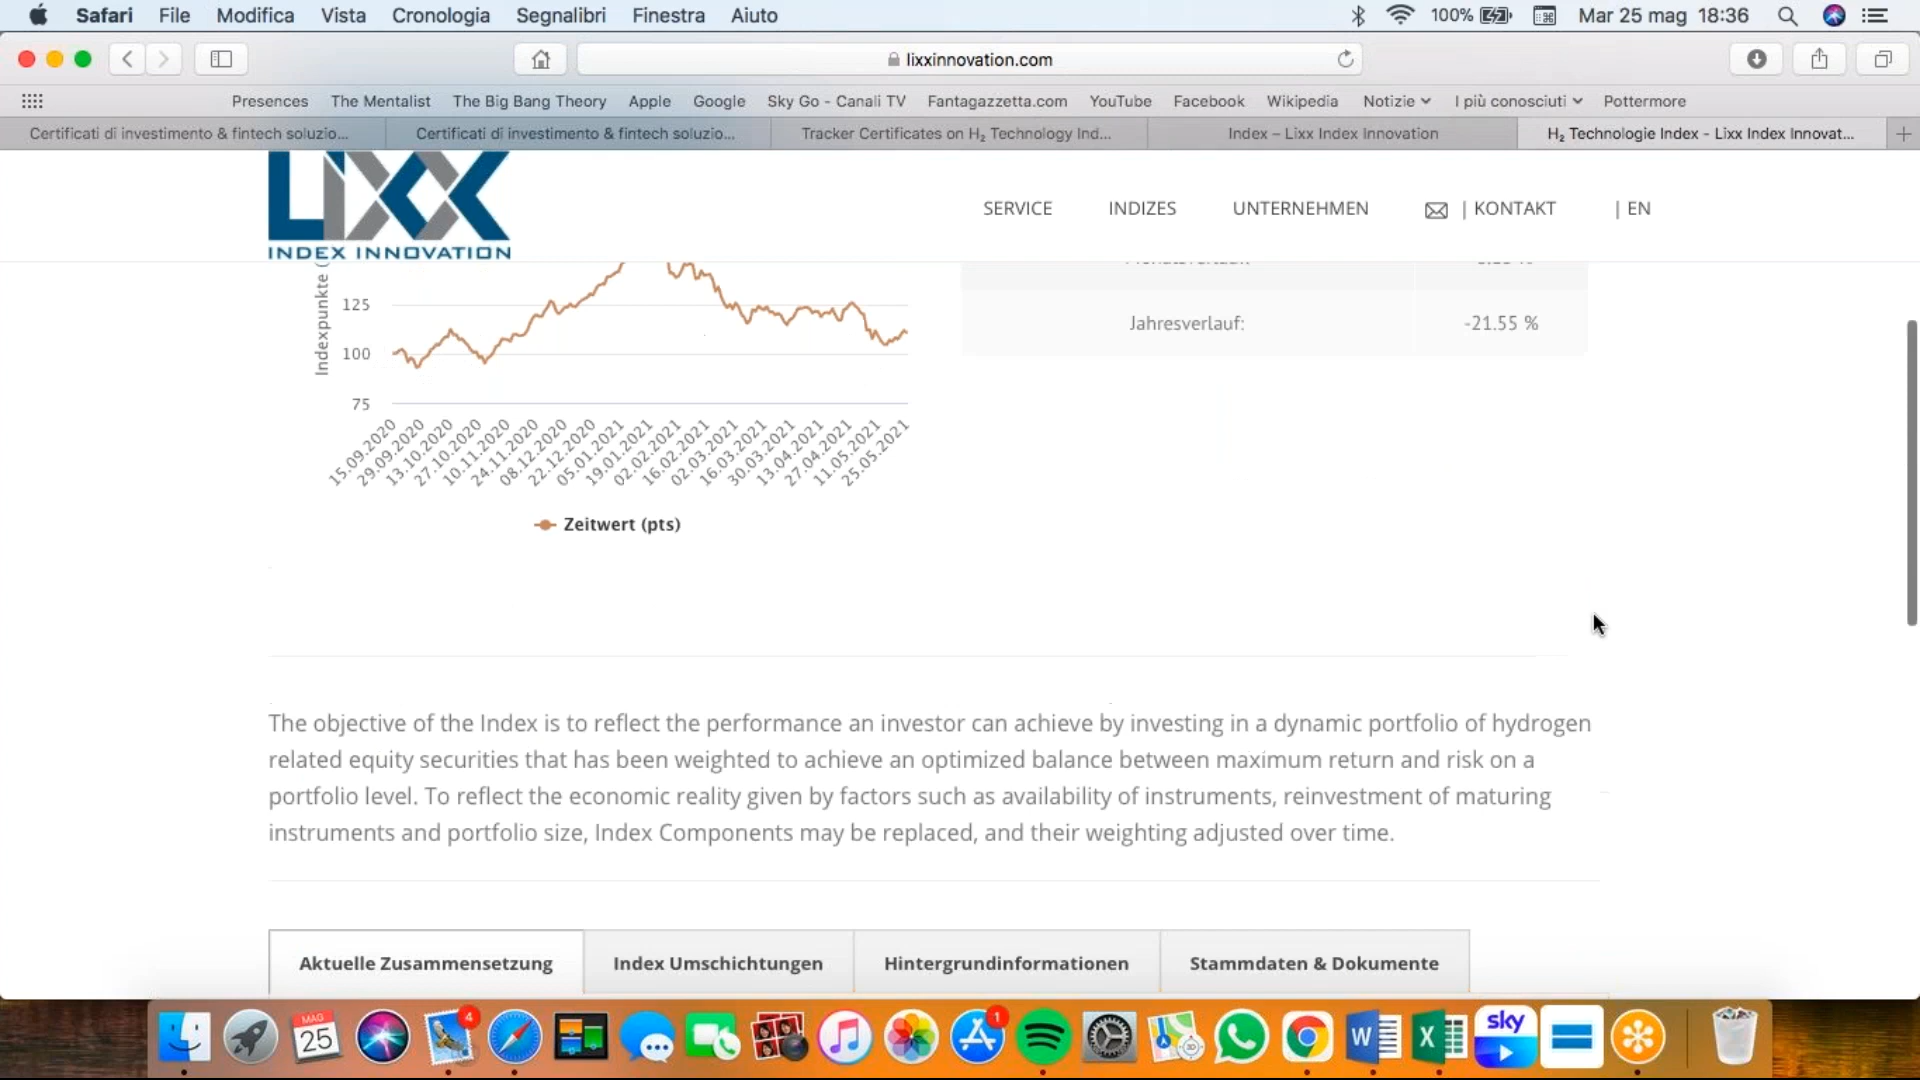 Safari File Modifica Vista Cronologia Segnalibri Finestra Aiuto 100% Mar 25 mag 18:36
lixxinnovation.com
Presences The Mentalist The Big Bang Theory Apple Google Sky Go - Canali TV Fantagazzetta.com YouTube Facebook Wikipedia Notizie I più conosciuti Pottermore
Certificati di investimento & fintech soluzio... Certificati di investimento & fintech soluzio... Tracker Certificates on H₂ Technology Ind... Index – Lixx Index Innovation H₂ Technologie Index - Lixx Index Innovat...
LIXX
INDEX INNOVATION
SERVICE INDIZES UNTERNEHMEN | KONTAKT | EN
Indexpunkte (
125
100
75
15.09.2020 29.09.2020 13.10.2020 27.10.2020 10.11.2020 24.11.2020 08.12.2020 22.12.2020 05.01.2021 19.01.2021 02.02.2021 16.02.2021 02.03.2021 16.03.2021 30.03.2021 13.04.2021 27.04.2021 11.05.2021 25.05.2021
Zeitwert (pts)
Jahresverlauf: -21.55 %
The objective of the Index is to reflect the performance an investor can achieve by investing in a dynamic portfolio of hydrogen
related equity securities that has been weighted to achieve an optimized balance between maximum return and risk on a
portfolio level. To reflect the economic reality given by factors such as availability of instruments, reinvestment of maturing
instruments and portfolio size, Index Components may be replaced, and their weighting adjusted over time.
Aktuelle Zusammensetzung Index Umschichtungen Hintergrundinformationen Stammdaten & Dokumente
MAG
25
4
1
W
X
sky